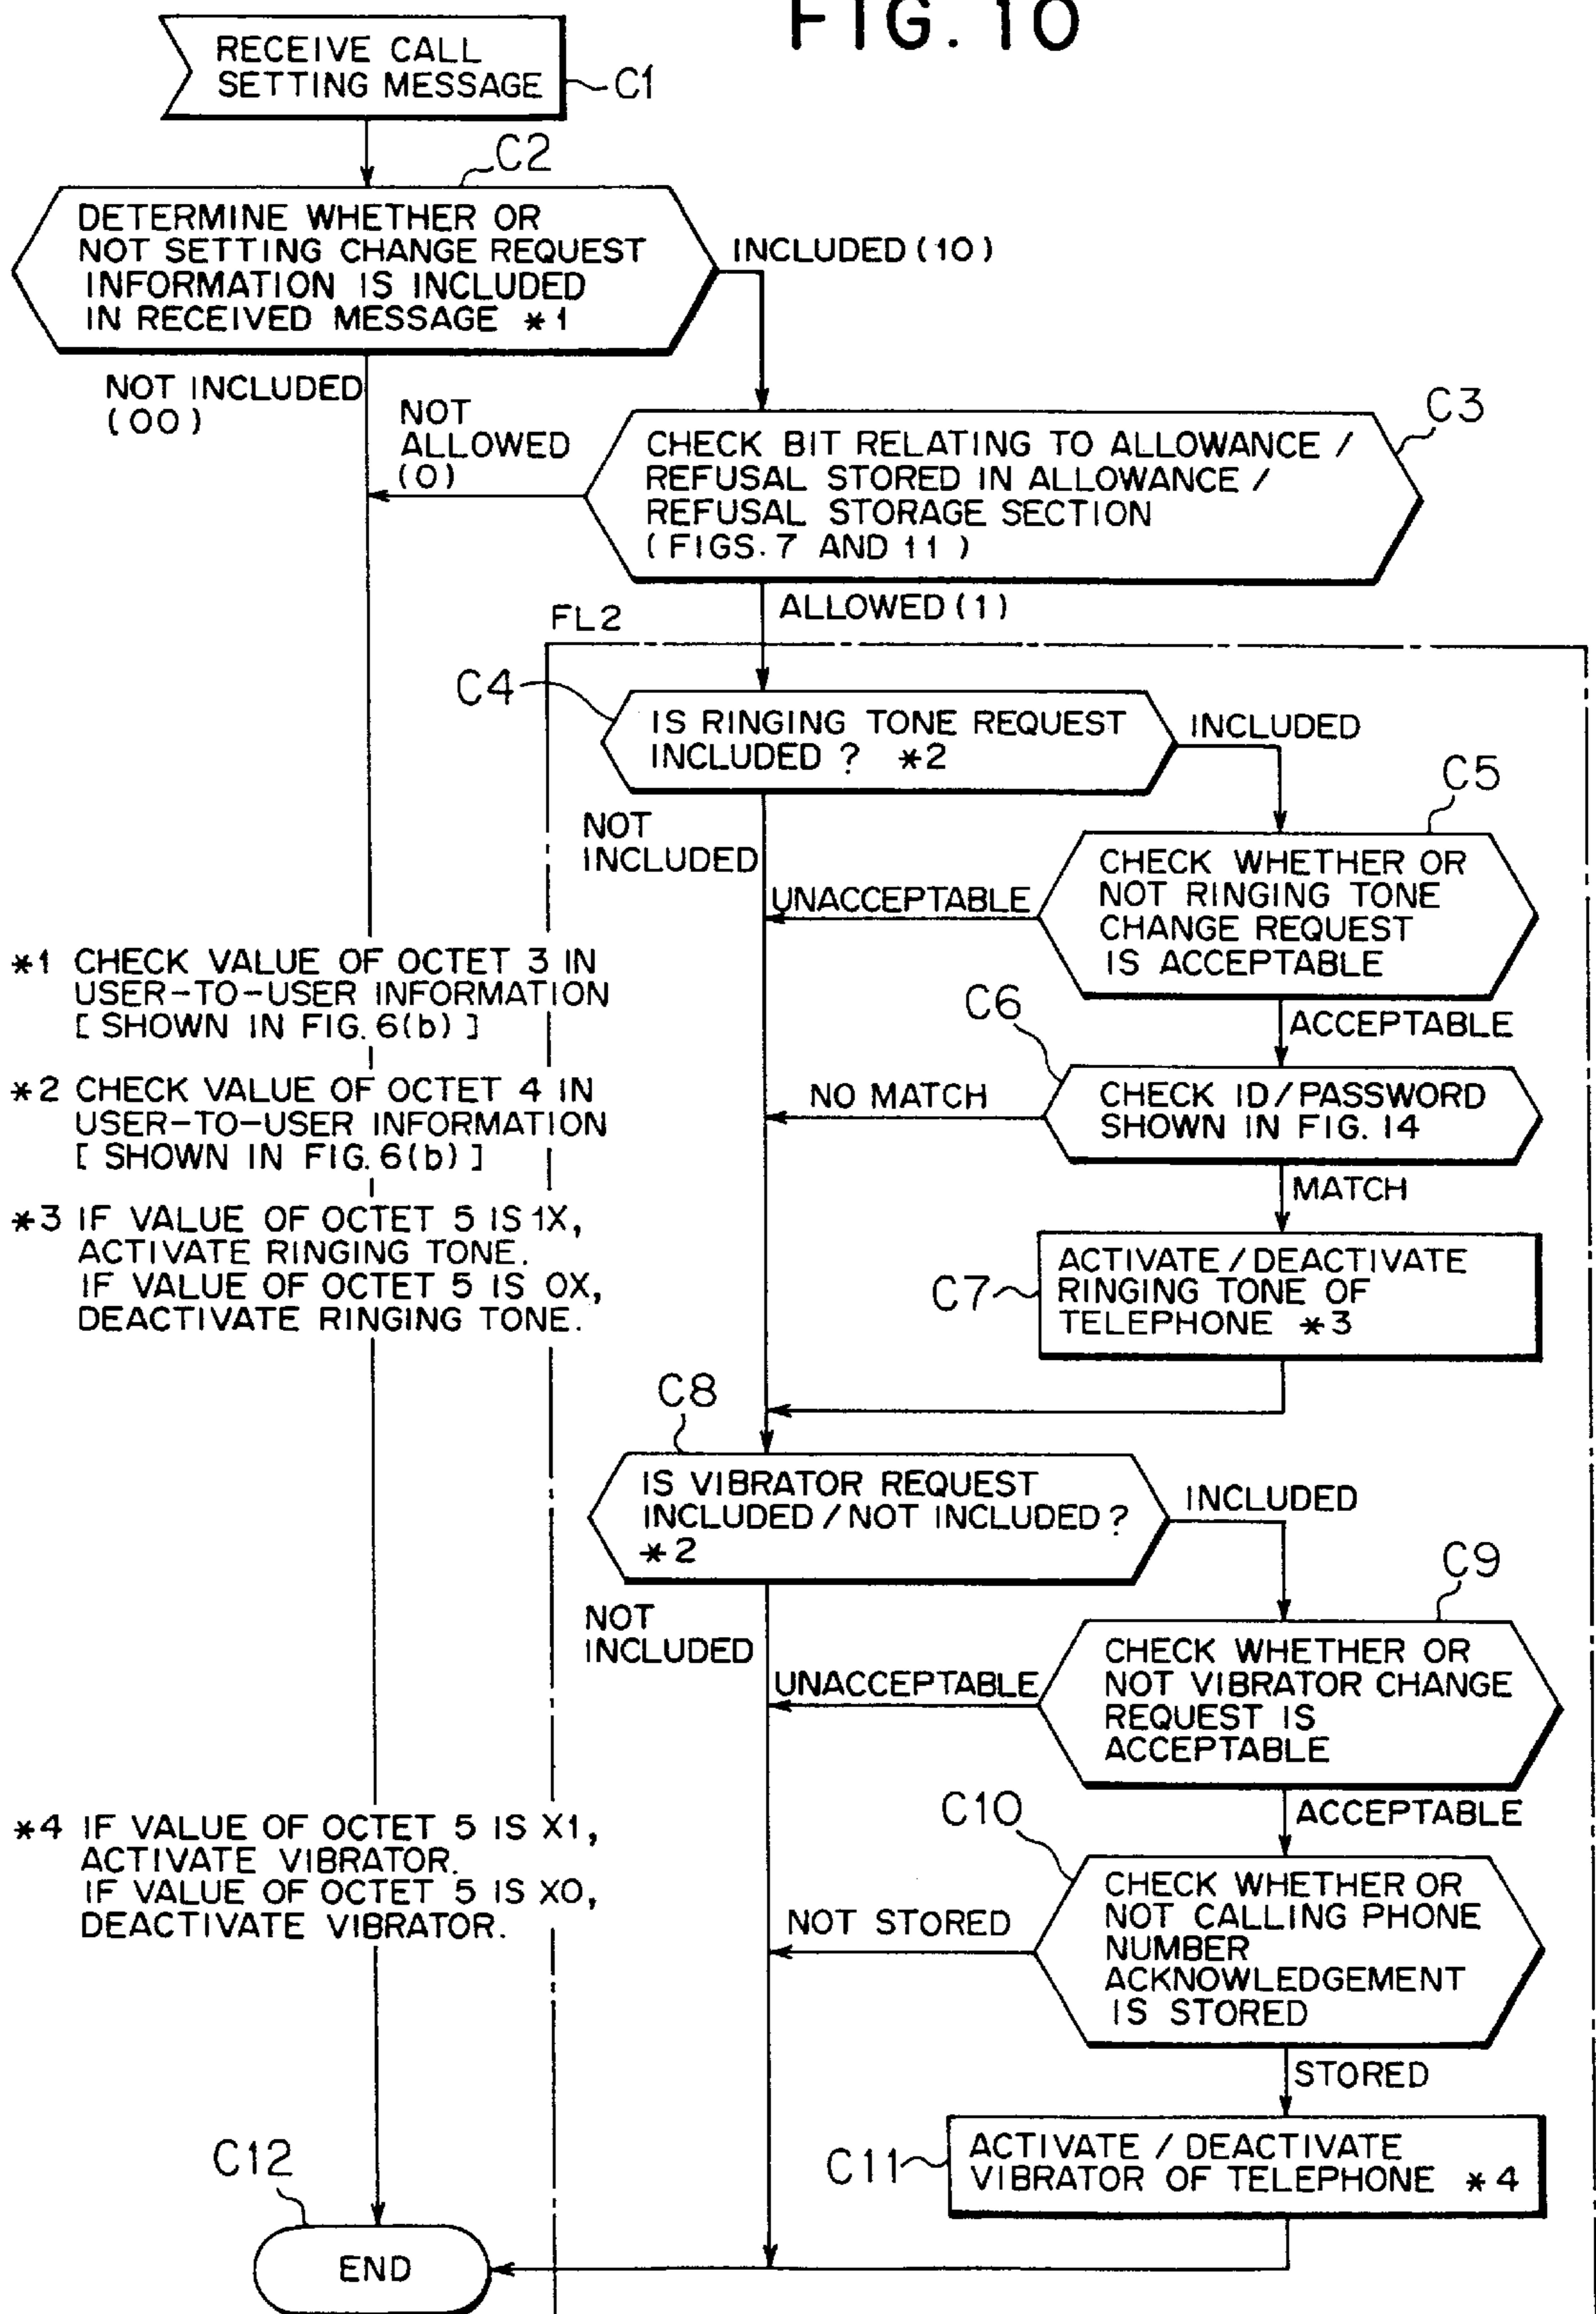 FIG. 10
RECEIVE CALL
SETTING MESSAGE
C1
C2
DETERMINE WHETHER OR
NOT SETTING CHANGE REQUEST
INFORMATION IS INCLUDED
IN RECEIVED MESSAGE *1
INCLUDED (10)
NOT INCLUDED
(00)
NOT
ALLOWED
(0)
C3
CHECK BIT RELATING TO ALLOWANCE /
REFUSAL STORED IN ALLOWANCE /
REFUSAL STORAGE SECTION
(FIGS. 7 AND 11)
ALLOWED (1)
FL2
C4
IS RINGING TONE REQUEST
INCLUDED ? *2
INCLUDED
NOT
INCLUDED
C5
CHECK WHETHER OR
NOT RINGING TONE
CHANGE REQUEST
IS ACCEPTABLE
UNACCEPTABLE
ACCEPTABLE
*1 CHECK VALUE OF OCTET 3 IN
USER-TO-USER INFORMATION
[ SHOWN IN FIG. 6(b) ]
C6
CHECK ID/PASSWORD
SHOWN IN FIG. 14
NO MATCH
MATCH
*2 CHECK VALUE OF OCTET 4 IN
USER-TO-USER INFORMATION
[ SHOWN IN FIG. 6(b) ]
*3 IF VALUE OF OCTET 5 IS 1X,
ACTIVATE RINGING TONE.
IF VALUE OF OCTET 5 IS 0X,
DEACTIVATE RINGING TONE.
C7
ACTIVATE / DEACTIVATE
RINGING TONE OF
TELEPHONE *3
C8
IS VIBRATOR REQUEST
INCLUDED / NOT INCLUDED ?
*2
INCLUDED
NOT
INCLUDED
C9
CHECK WHETHER OR
NOT VIBRATOR CHANGE
REQUEST IS
ACCEPTABLE
UNACCEPTABLE
ACCEPTABLE
*4 IF VALUE OF OCTET 5 IS X1,
ACTIVATE VIBRATOR.
IF VALUE OF OCTET 5 IS X0,
DEACTIVATE VIBRATOR.
C10
CHECK WHETHER OR
NOT CALLING PHONE
NUMBER
ACKNOWLEDGEMENT
IS STORED
NOT STORED
STORED
C11
ACTIVATE / DEACTIVATE
VIBRATOR OF TELEPHONE *4
C12
END